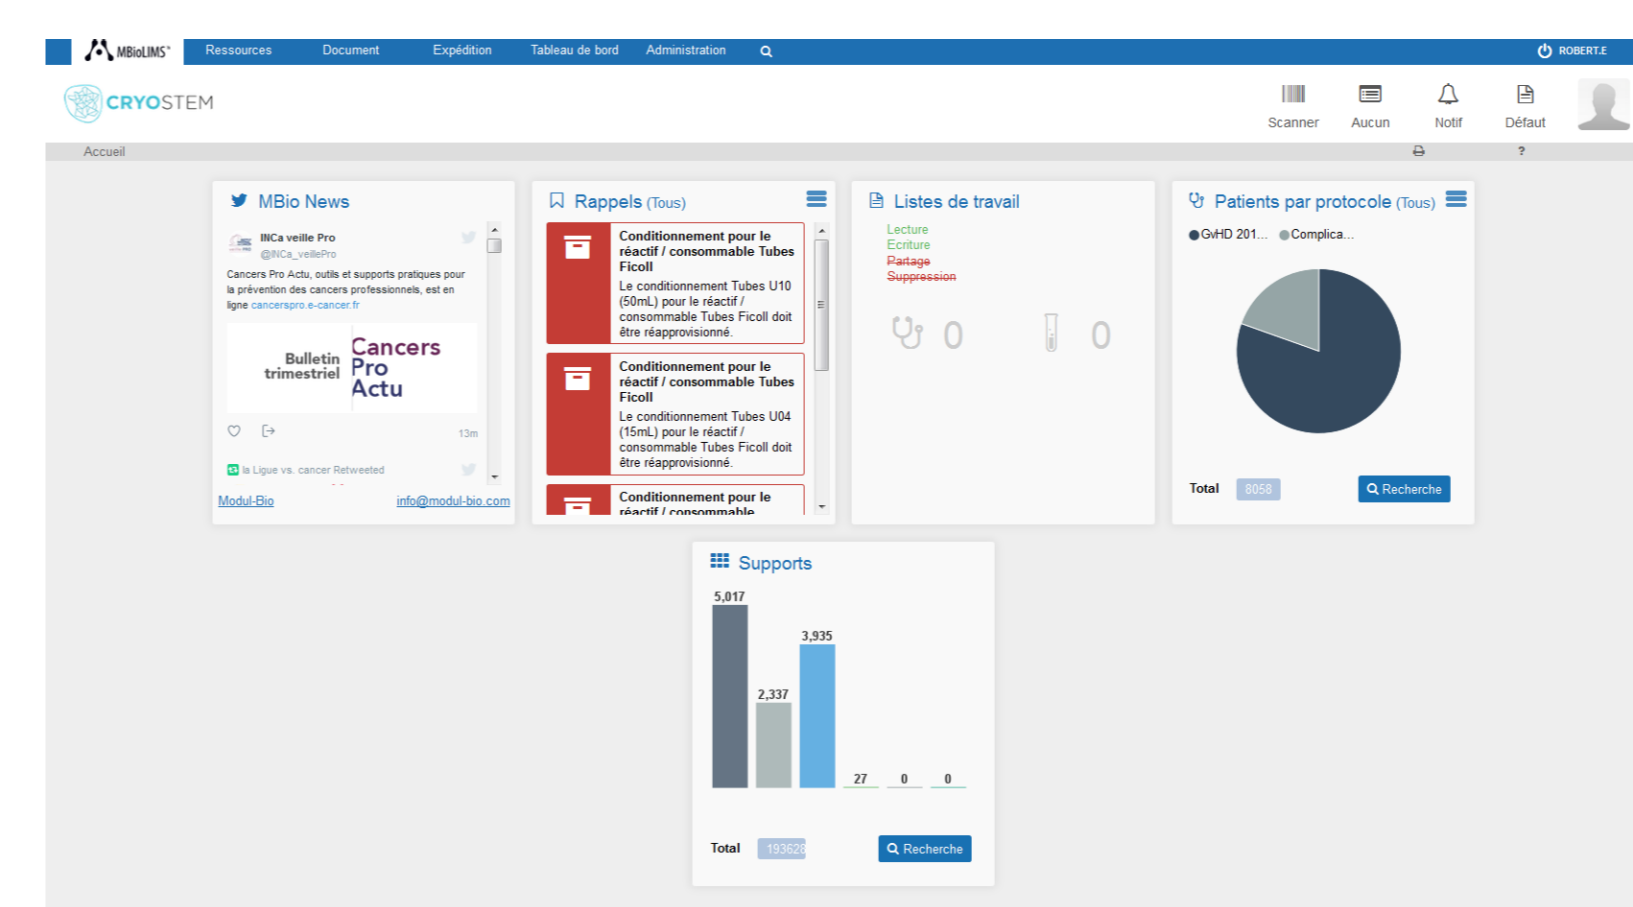 MBioLIMS
Ressources
Document
Expédition
Tableau de bord
Administration
ROBERT.E
CRYOSTEM
Scanner
Aucun
Notif
Défaut
Accueil
?
MBio News
INCa veille Pro
@INCa_veillePro
Cancers Pro Actu, outils et supports pratiques pour
la prévention des cancers professionnels, est en
ligne cancerspro.e-cancer.fr
Bulletin
trimestriel
Cancers
Pro
Actu
13m
la Ligue vs. cancer Retweeted
Modul-Bio
info@modul-bio.com
Rappels (Tous)
Conditionnement pour le
réactif / consommable Tubes
Ficoll
Le conditionnement Tubes U10
(50mL) pour le réactif /
consommable Tubes Ficoll doit
être réapprovisionné.
Conditionnement pour le
réactif / consommable Tubes
Ficoll
Le conditionnement Tubes U04
(15mL) pour le réactif /
consommable Tubes Ficoll doit
être réapprovisionné.
Conditionnement pour le
réactif / consommable
Listes de travail
Lecture
Ecriture
Partage
Suppression
0
0
Patients par protocole (Tous)
GvHD 201...
Complica...
Total
8058
Recherche
Supports
5,017
2,337
3,935
27
0
0
Total
193628
Recherche